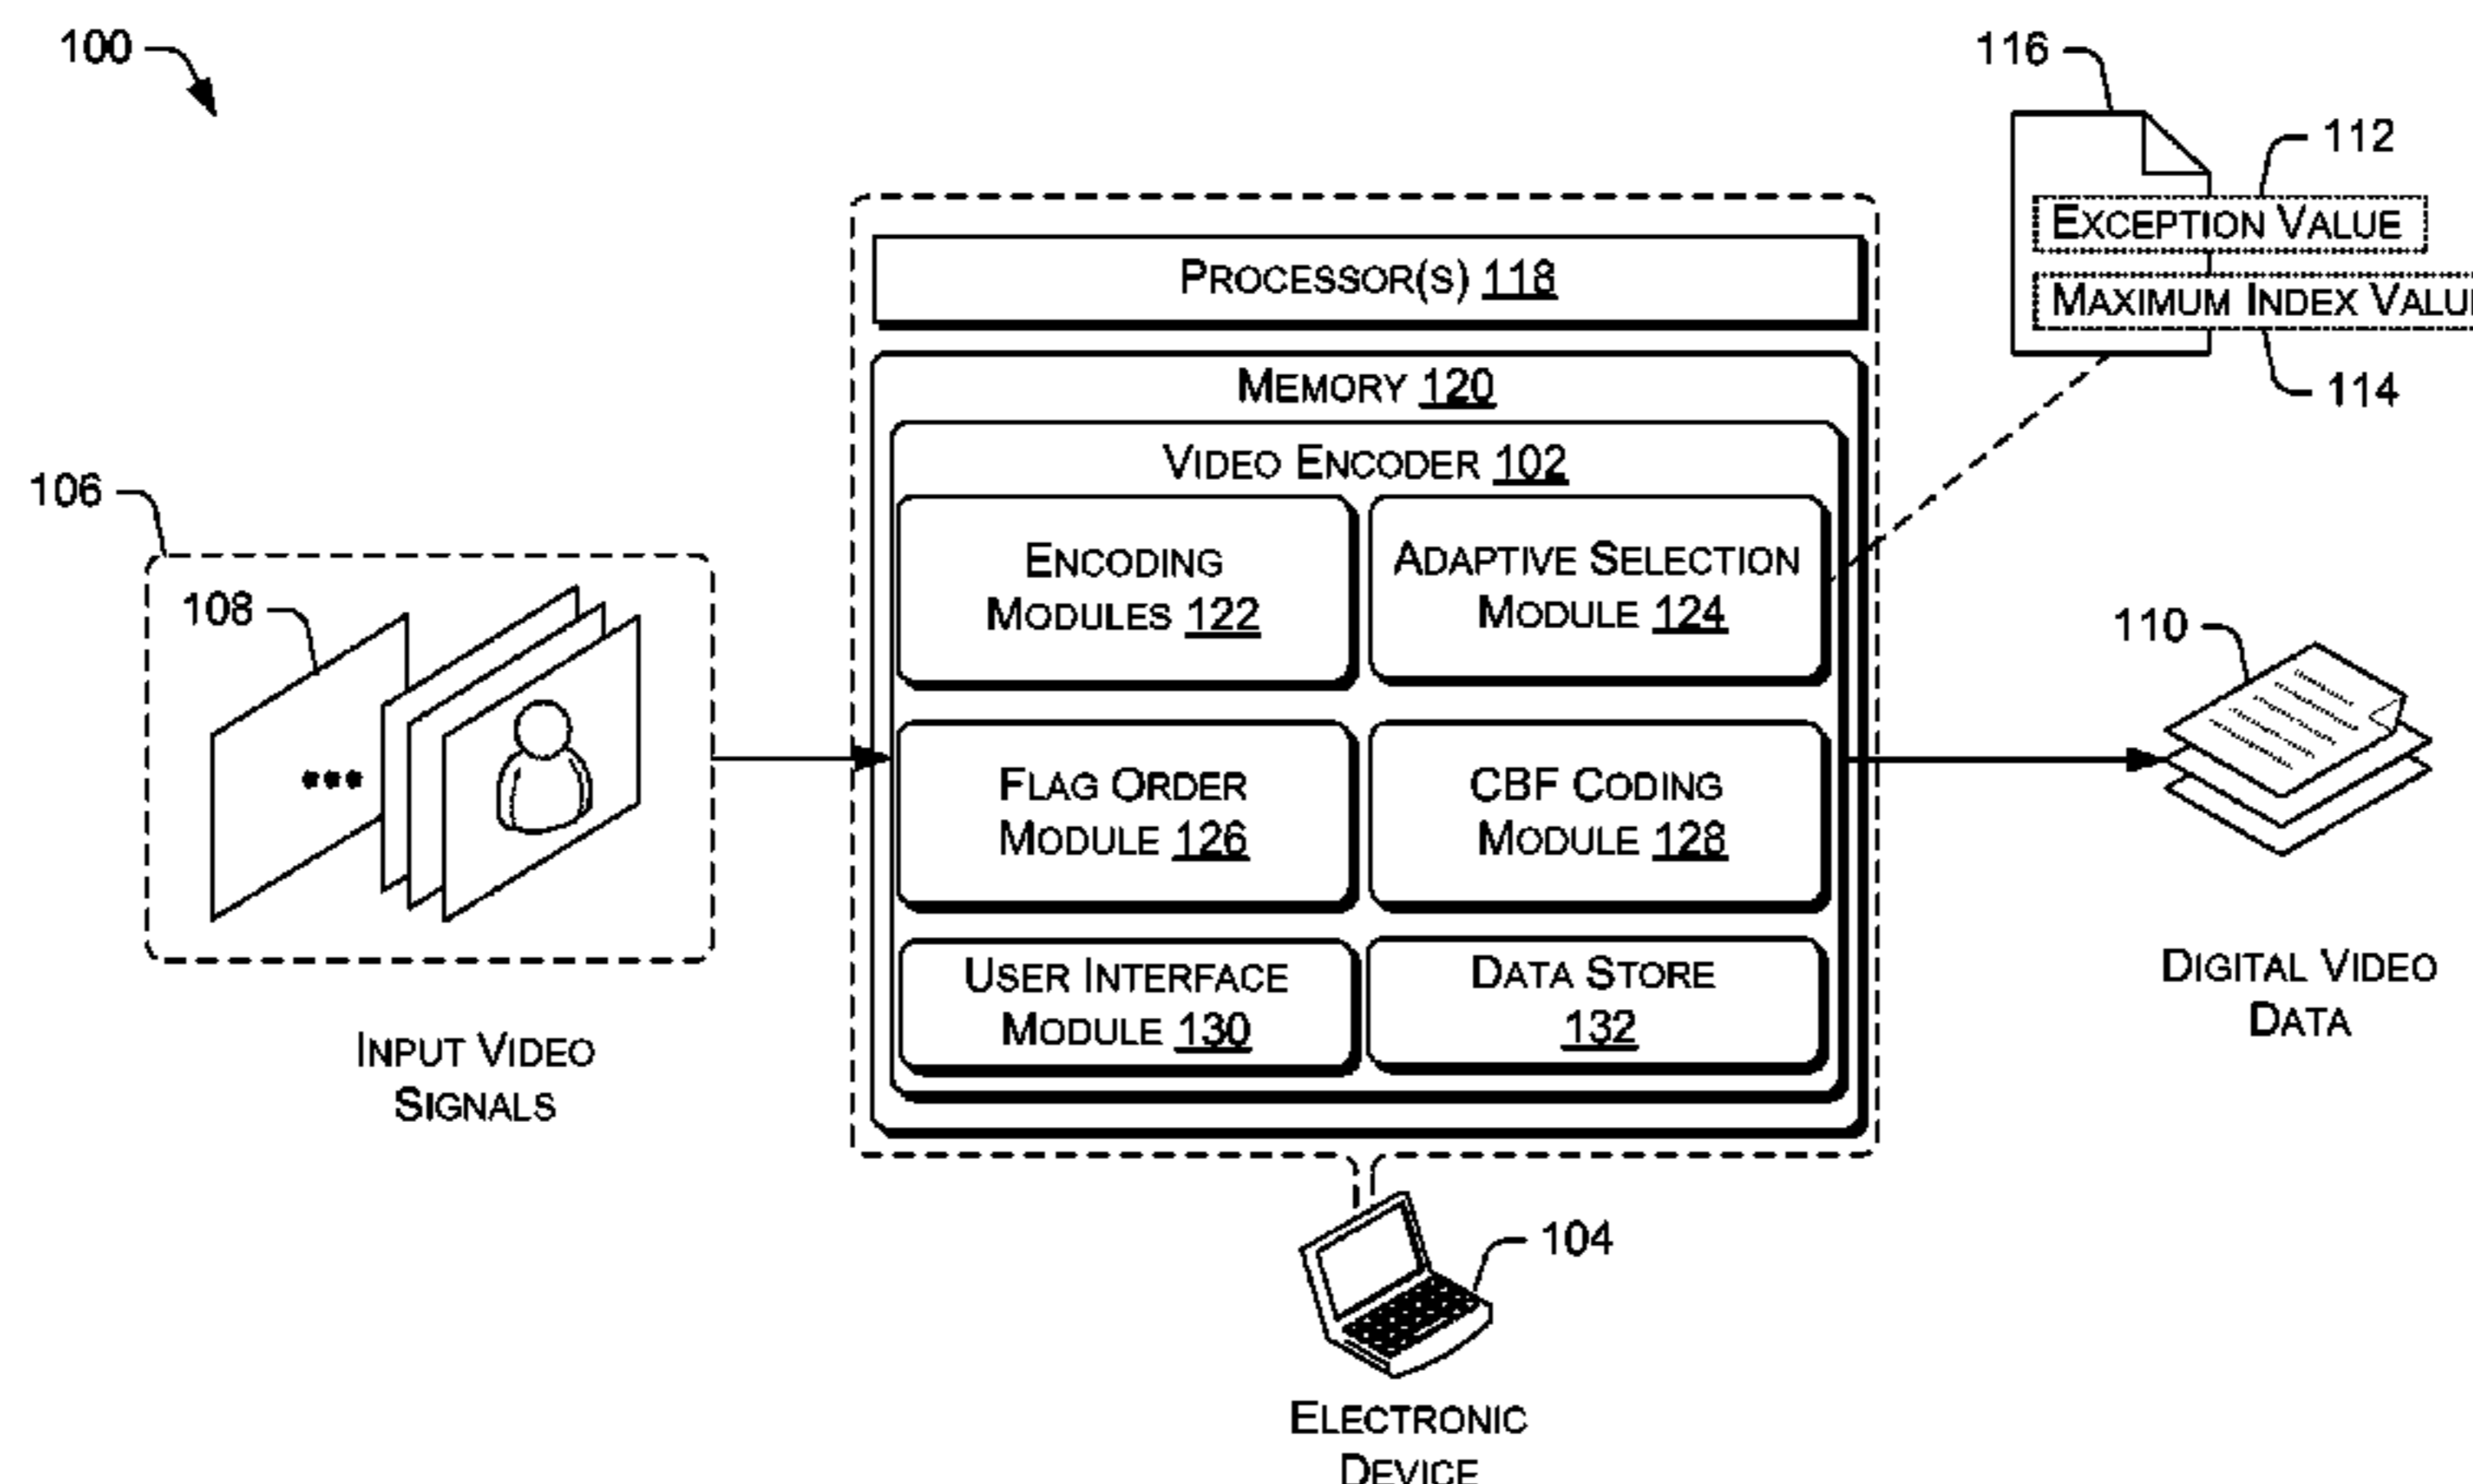 100
116
112
EXCEPTION VALUE
PROCESSOR(S) 118
MAXIMUM INDEX
MEMORY 120
114
VIDEO ENCODER 102
106
ENCODING
MODULES 122
ADAPTIVE SELECTION
MODULE 124
108
110
FLAG ORDER
MODULE 126
CBF CODING
MODULE 128
USER INTERFACE
MODULE 130
DATA STORE
132
DIGITAL VIDEO
DATA
INPUT VIDEO
SIGNALS
104
ELECTRONIC
DEVICE